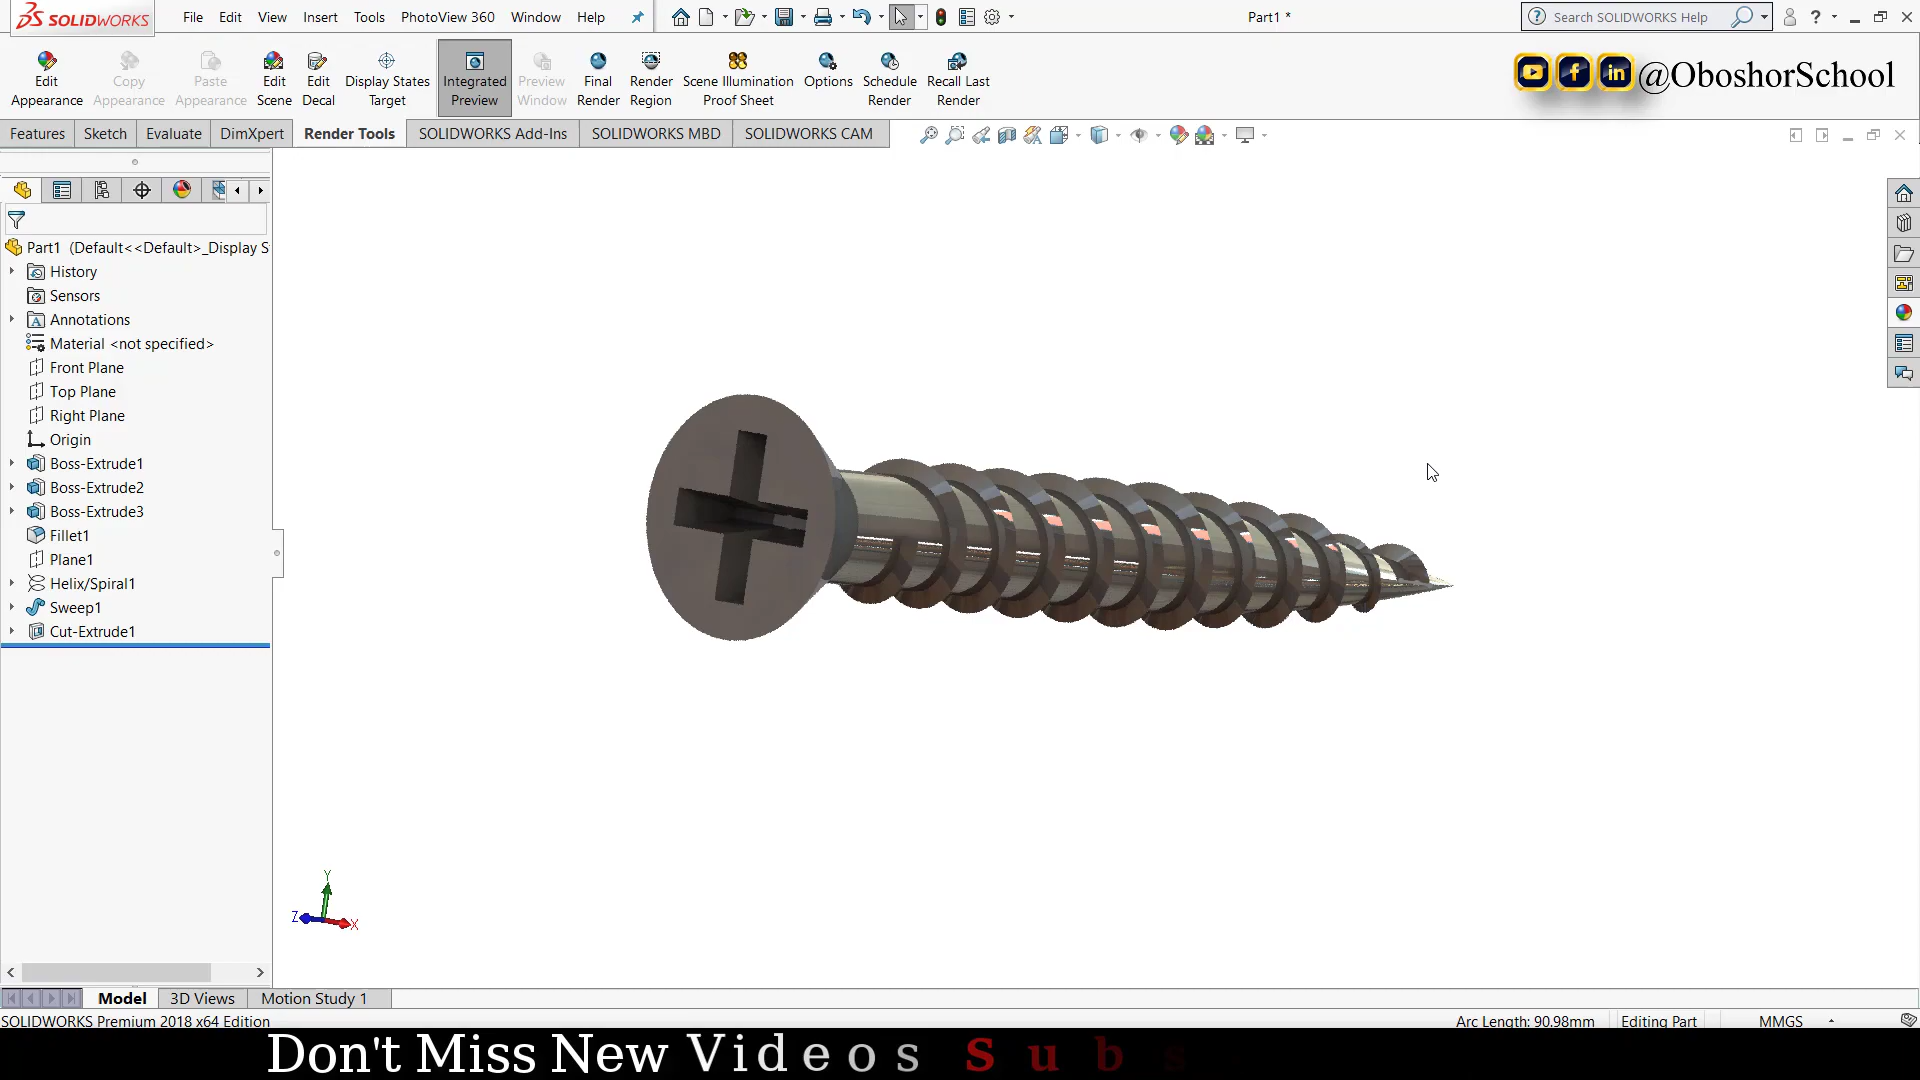 SOLIDWORKS
File Edit View Insert Tools PhotoView 360 Window Help
Part1 *
Search SOLIDWORKS Help
Edit Appearance
Copy Appearance
Paste Appearance
Edit Scene
Edit Decal
Display States Target
Integrated Preview
Preview Window
Final Render
Render Region
Scene Illumination Proof Sheet
Options
Schedule Render
Recall Last Render
@OboshorSchool
Features Sketch Evaluate DimXpert Render Tools SOLIDWORKS Add-Ins SOLIDWORKS MBD SOLIDWORKS CAM
Part1 (Default<<Default>_Display S
History
Sensors
Annotations
Material <not specified>
Front Plane
Top Plane
Right Plane
Origin
Boss-Extrude1
Boss-Extrude2
Boss-Extrude3
Fillet1
Plane1
Helix/Spiral1
Sweep1
Cut-Extrude1
Y
Z
X
Model 3D Views Motion Study 1
SOLIDWORKS Premium 2018 x64 Edition
Arc Length: 90.98mm Editing Part MMGS
Don't Miss New Videos Subs